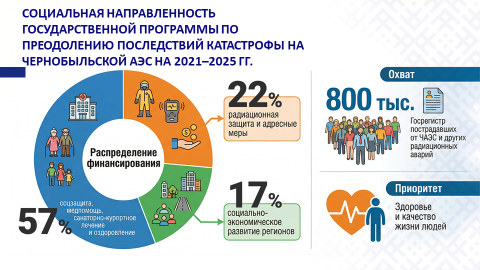 СОЦИАЛЬНАЯ НАПРАВЛЕННОСТЬ
ГОСУДАРСТВЕННОЙ ПРОГРАММЫ ПО
ПРЕОДОЛЕНИЮ ПОСЛЕДСТВИЙ КАТАСТРОФЫ НА
ЧЕРНОБЫЛЬСКОЙ АЭС НА 2021–2025 ГГ.
Распределение
финансирования
57%
соцзащита,
медпомощь,
санаторно-курортное
лечение
и оздоровление
22%
радиационная
защита и адресные
меры
17%
социально-
экономическое
развитие регионов
Охват
800 тыс.
Госрегистр
пострадавших
от ЧАЭС и других
радиационных
аварий
Приоритет
Здоровье
и качество
жизни людей